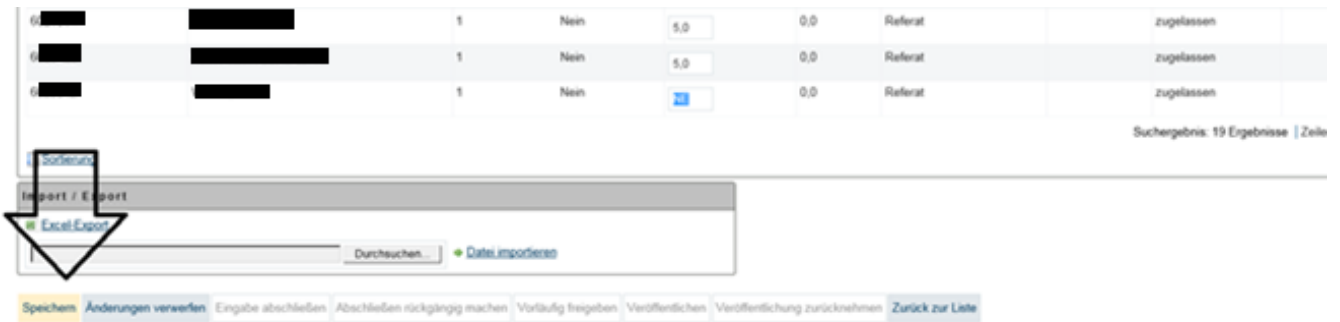 1 Nein 5,0 0,0 Referat zugelassen
1 Nein 5,0 0,0 Referat zugelassen
1 Nein NE 0,0 Referat zugelassen
Suchergebnis: 19 Ergebnisse | Zeile
Sortierung
Import / Export
Excel-Export
Durchsuchen... Datei importieren
Speichern Änderungen verwerfen Eingabe abschließen Abschließen rückgängig machen Vorläufig freigeben Veröffentlichen Veröffentlichung zurücknehmen Zurück zur Liste